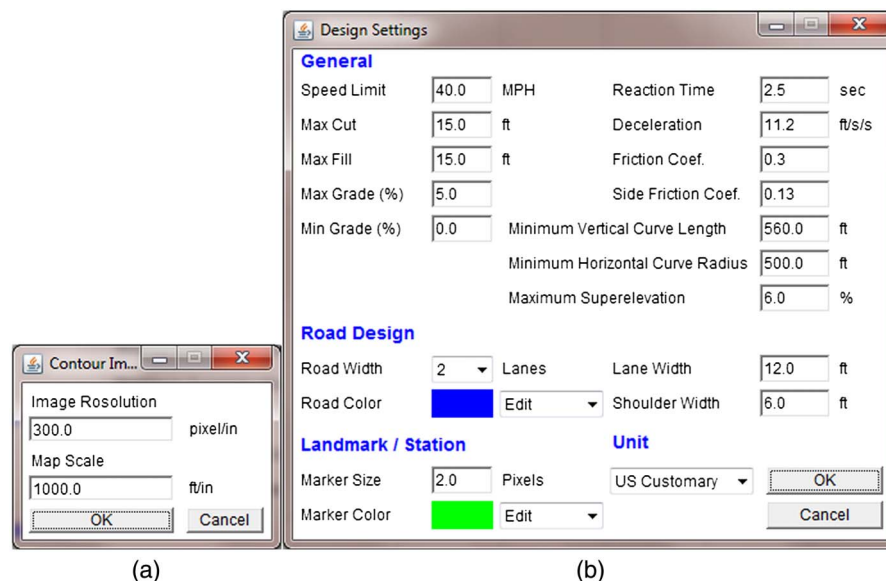 Contour Im...
Image Rosolution
300.0 pixel/in
Map Scale
1000.0 ft/in
OK Cancel
(a)
Design Settings
General
Speed Limit 40.0 MPH Reaction Time 2.5 sec
Max Cut 15.0 ft Deceleration 11.2 ft/s/s
Max Fill 15.0 ft Friction Coef. 0.3
Max Grade (%) 5.0 Side Friction Coef. 0.13
Min Grade (%) 0.0 Minimum Vertical Curve Length 560.0 ft
Minimum Horizontal Curve Radius 500.0 ft
Maximum Superelevation 6.0 %
Road Design
Road Width 2 Lanes Lane Width 12.0 ft
Road Color Edit Shoulder Width 6.0 ft
Landmark / Station Unit
Marker Size 2.0 Pixels US Customary OK
Marker Color Edit Cancel
(b)